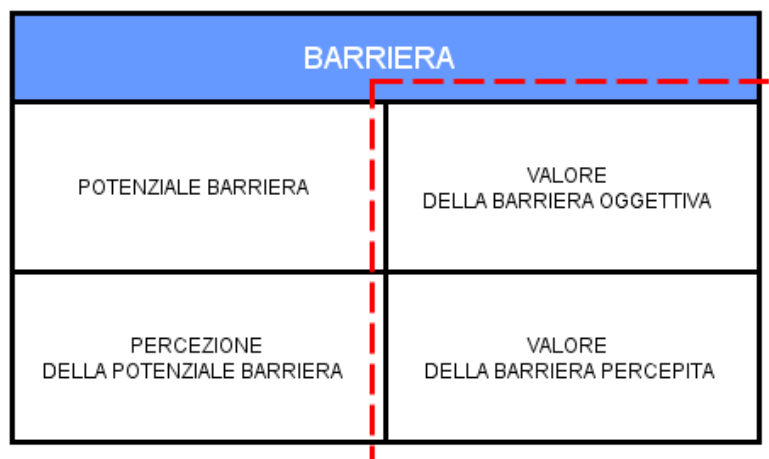 BARRIERA
POTENZIALE BARRIERA
VALORE
DELLA BARRIERA OGGETTIVA
PERCEZIONE
DELLA POTENZIALE BARRIERA
VALORE
DELLA BARRIERA PERCEPITA